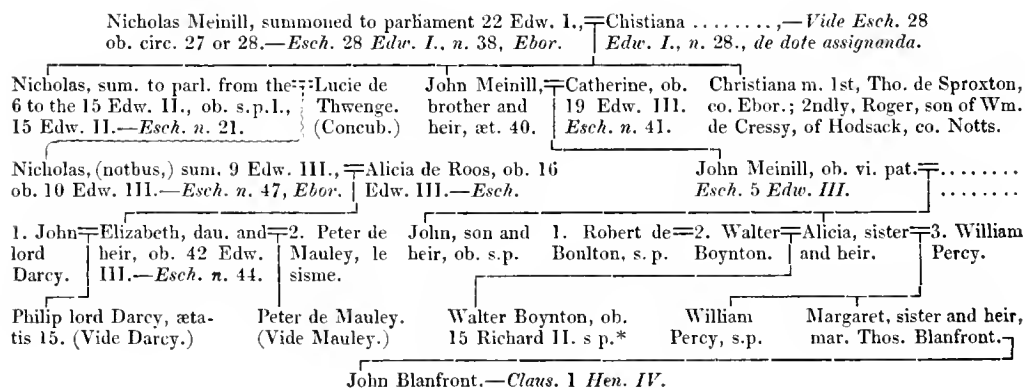 Nicholas Meinill, summoned to parliament 22 Edw. I., Chistiana ........,—Vide Esch. 28
ob. circ. 27 or 28.—Esch. 28 Edw. I., n. 38, Ebor. Edw. I., n. 28., de dote assignanda.
Nicholas, sum. to parl. from the Lucie de John Meinill, Catherine, ob. Christiana m. 1st, Tho. de Sproxton,
6 to the 15 Edw. II., ob. s.p.l., Thwenge. brother and 19 Edw. III. co. Ebor.; 2ndly, Roger, son of Wm.
15 Edw. II.—Esch. n. 21. (Concub.) heir, æt. 40. Esch. n. 41. de Cressy, of Hodsack, co. Notts.
Nicholas, (notbus,) sum. 9 Edw. III., Alicia de Roos, ob. 16 John Meinill, ob. vi. pat. ........
ob. 10 Edw. III.—Esch. n. 47, Ebor. Edw. III.—Esch. Esch. 5 Edw. III. ........
1. John Elizabeth, dau. and 2. Peter de John, son and 1. Robert de 2. Walter Alicia, sister 3. William
lord heir, ob. 42 Edw. Mauley, le heir, ob. s.p. Boulton, s. p. Boynton. and heir. Percy.
Darcy. III.—Esch. n. 44. sisme.
Philip lord Darcy, æta- Peter de Mauley. Walter Boynton, ob. William Margaret, sister and heir,
tis 15. (Vide Darcy.) (Vide Mauley.) 15 Richard II. s p.* Percy, s.p. mar. Thos. Blanfront.
John Blanfront.—Claus. 1 Hen. IV.